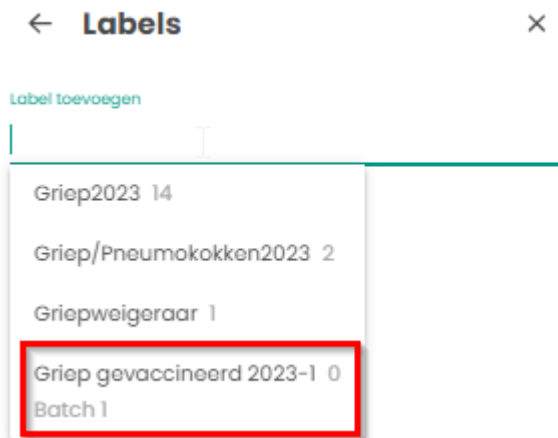 Labels
Label toevoegen
Griep2023 14
Griep/Pneumokokken2023 2
Griepweigeraar 1
Griep gevaccineerd 2023-1 0
Batch 1